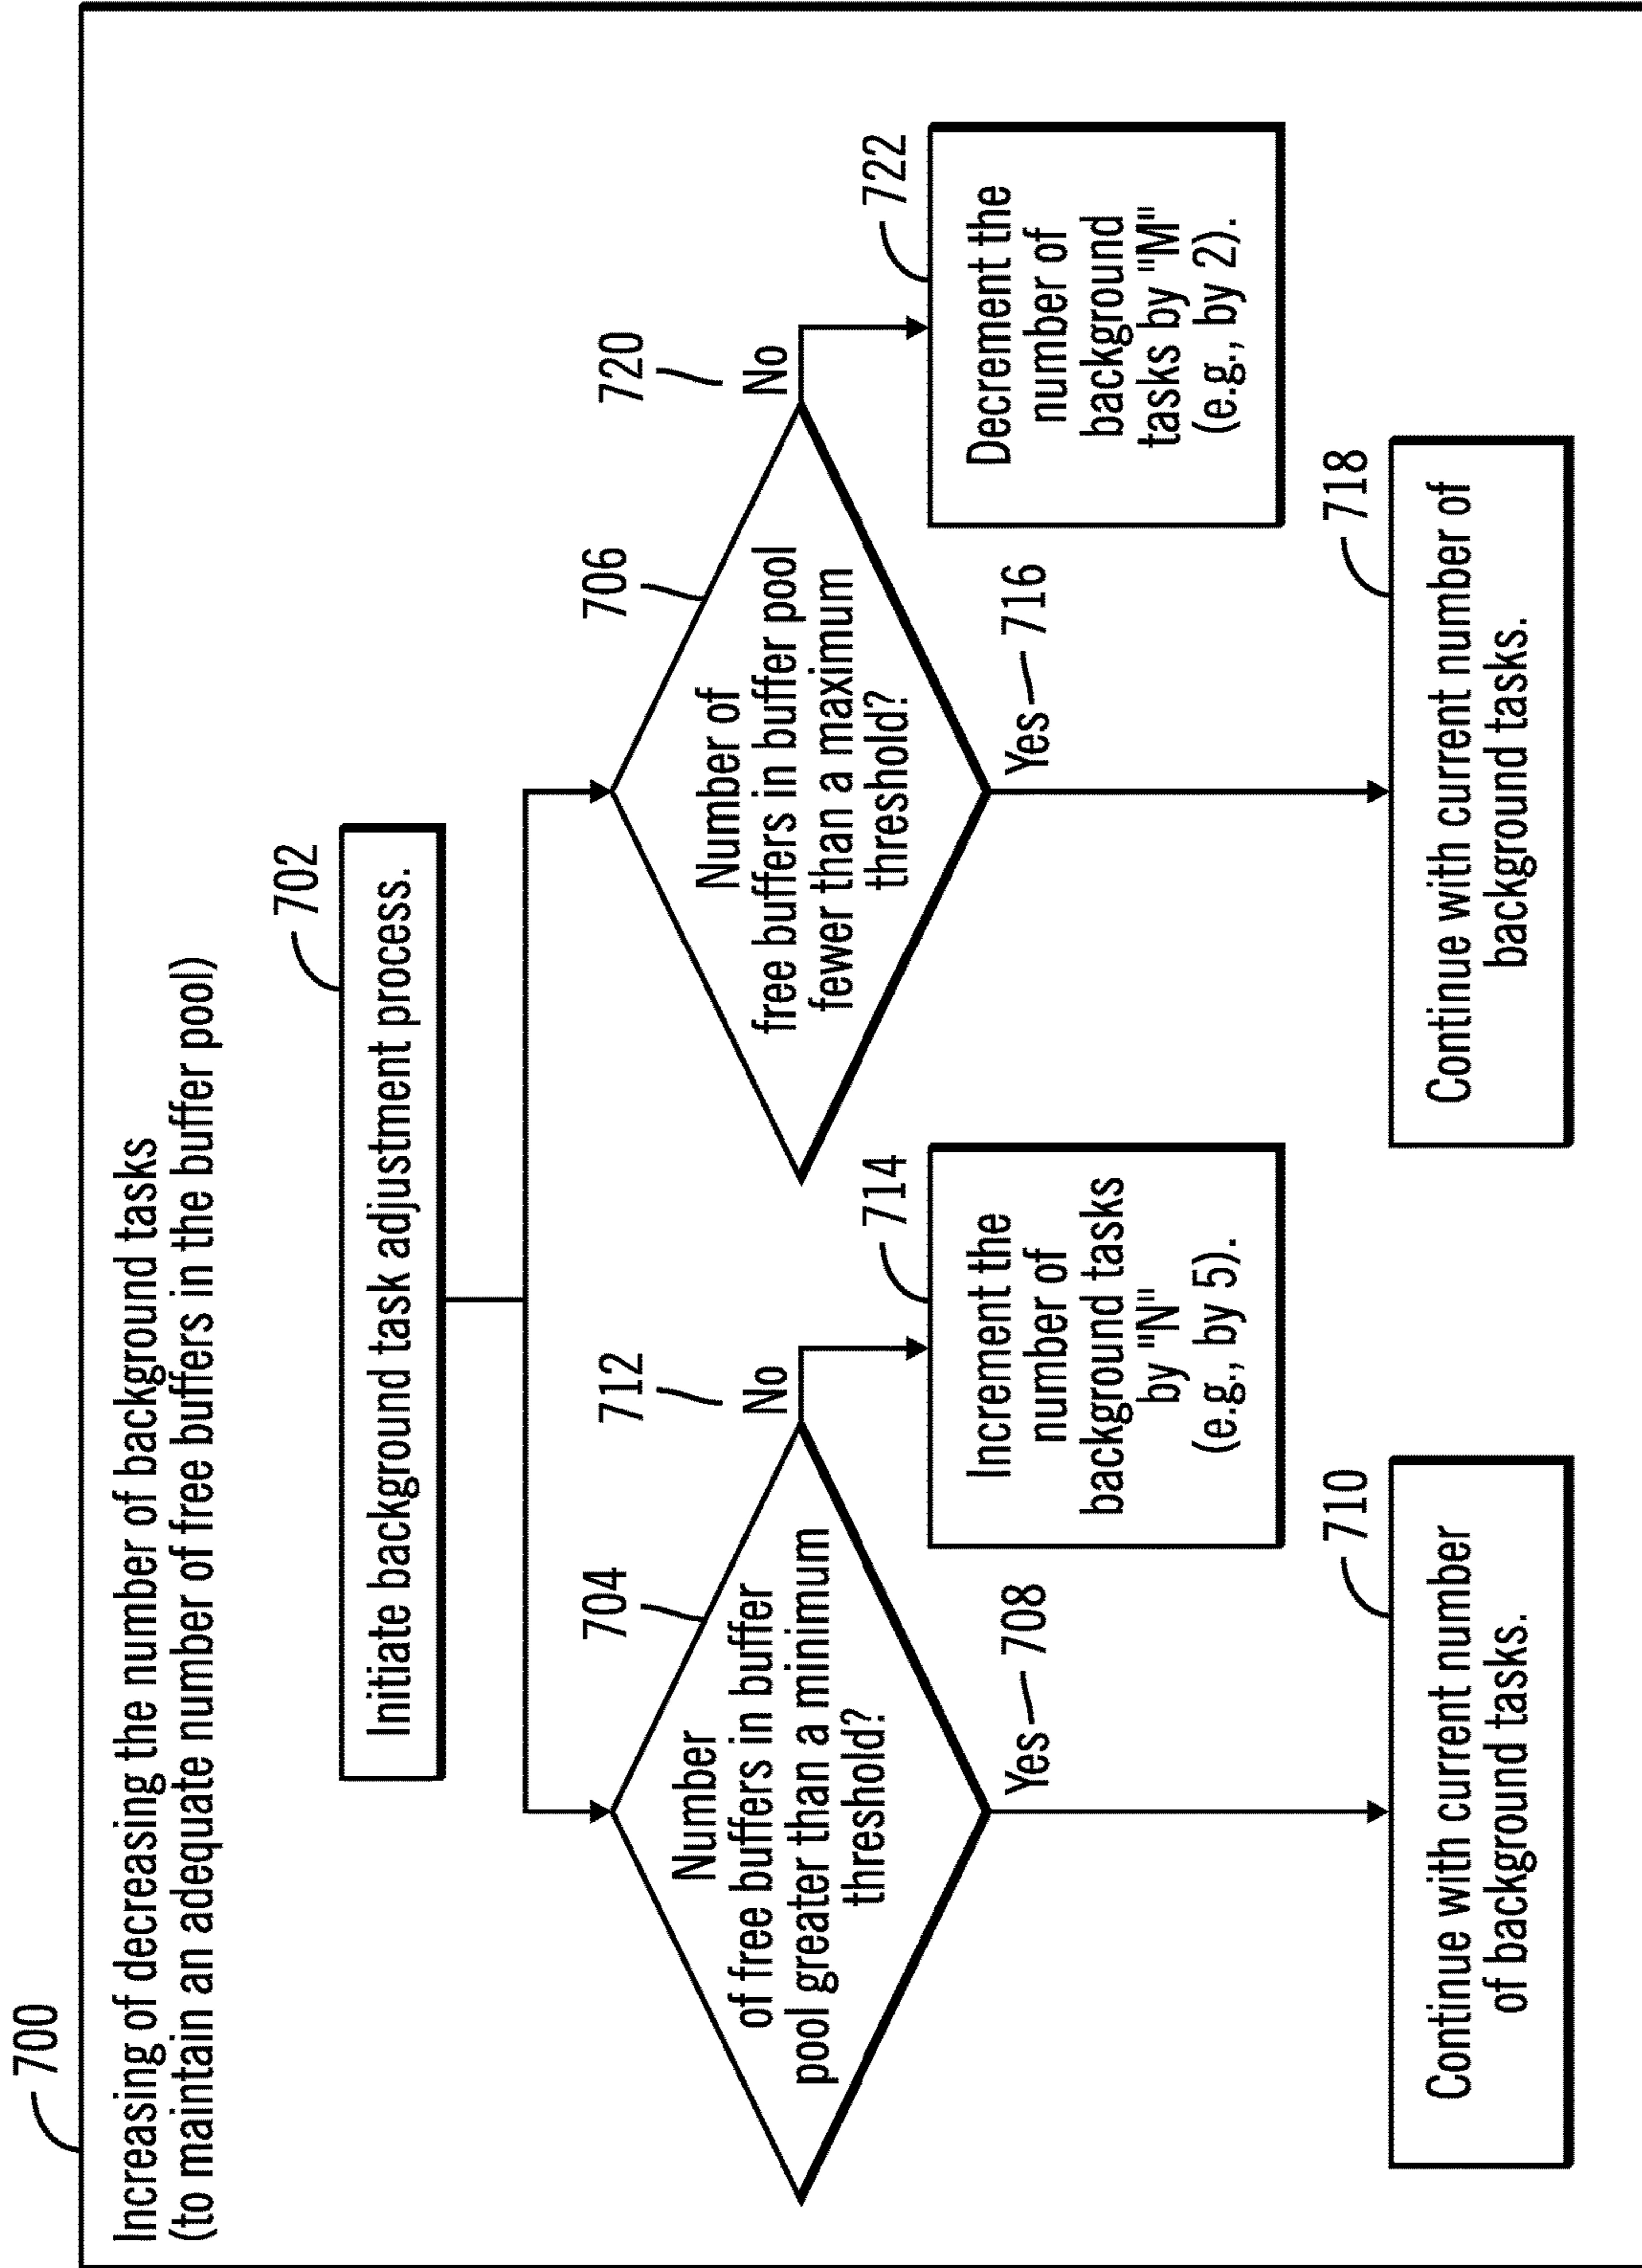 700
Increasing of decreasing the number of background tasks
(to maintain an adequate number of free buffers in the buffer pool)
702
Initiate background task adjustment process.
704
Number
of free buffers in buffer
pool greater than a minimum
threshold?
712
No
714
Increment the
number of
background tasks
by "N"
(e.g., by 5).
Yes 708
710
Continue with current number
of background tasks.
706
Number of
free buffers in buffer pool
fewer than a maximum
threshold?
720
No
722
Decrement the
number of
background
tasks by "M"
(e.g., by 2).
Yes 716
718
Continue with current number of
background tasks.